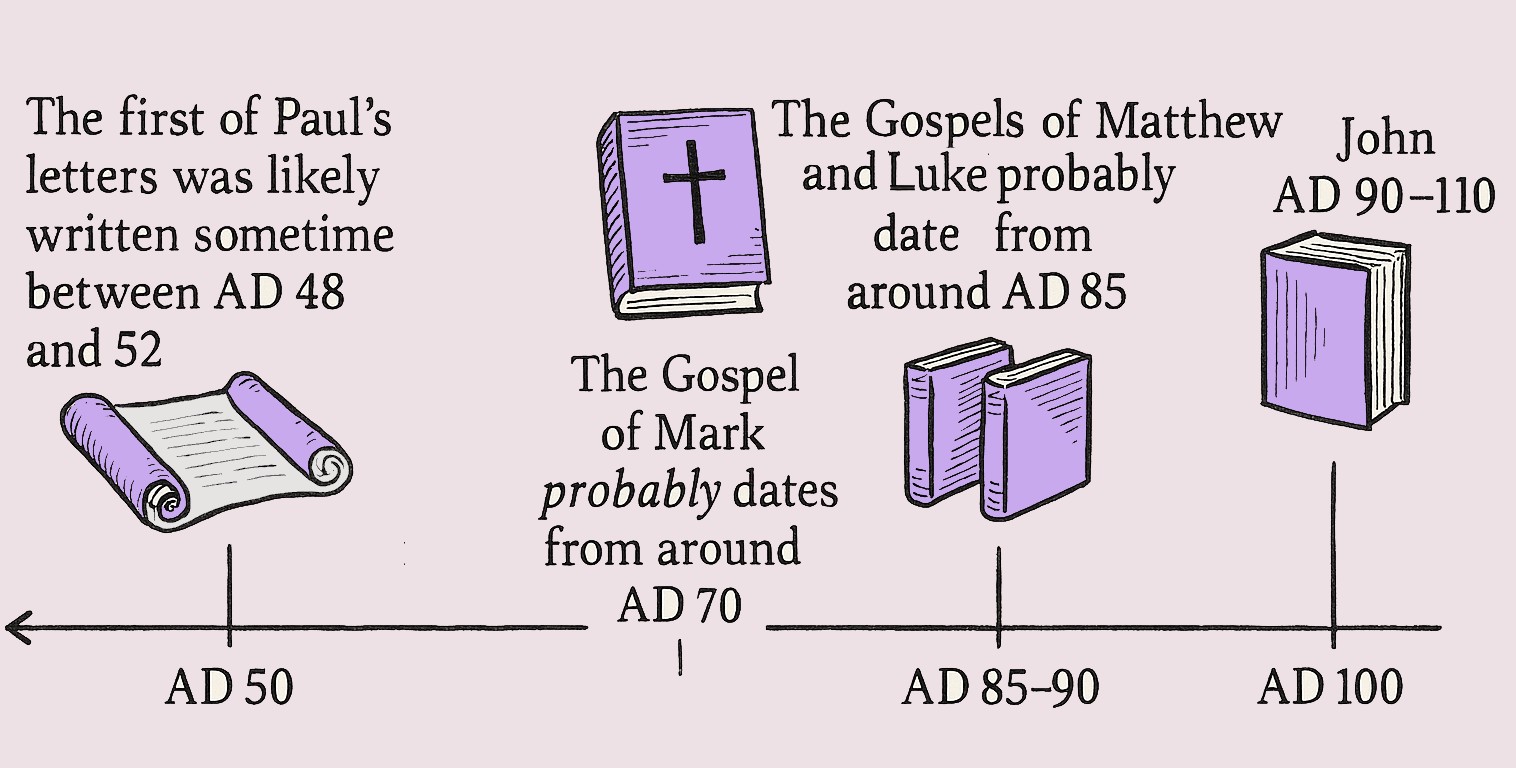 The first of Paul's
letters was likely
written sometime
between AD 48
and 52
The Gospel
of Mark
probably dates
from around
AD 70
The Gospels of Matthew
and Luke probably
date from
around AD 85
John
AD 90–110
AD 50
AD 85–90
AD 100